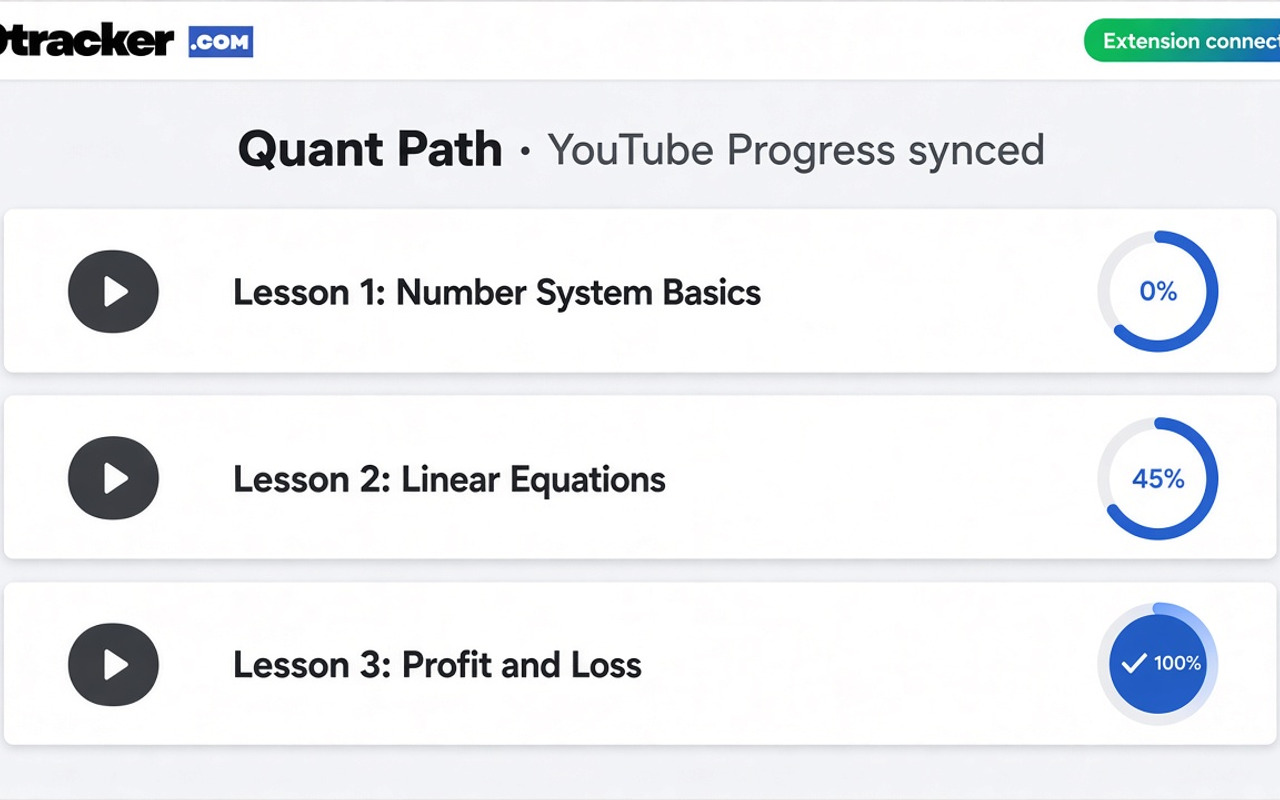 tracker .COM
Extension connect
Quant Path · YouTube Progress synced
Lesson 1: Number System Basics
0%
Lesson 2: Linear Equations
45%
Lesson 3: Profit and Loss
100%